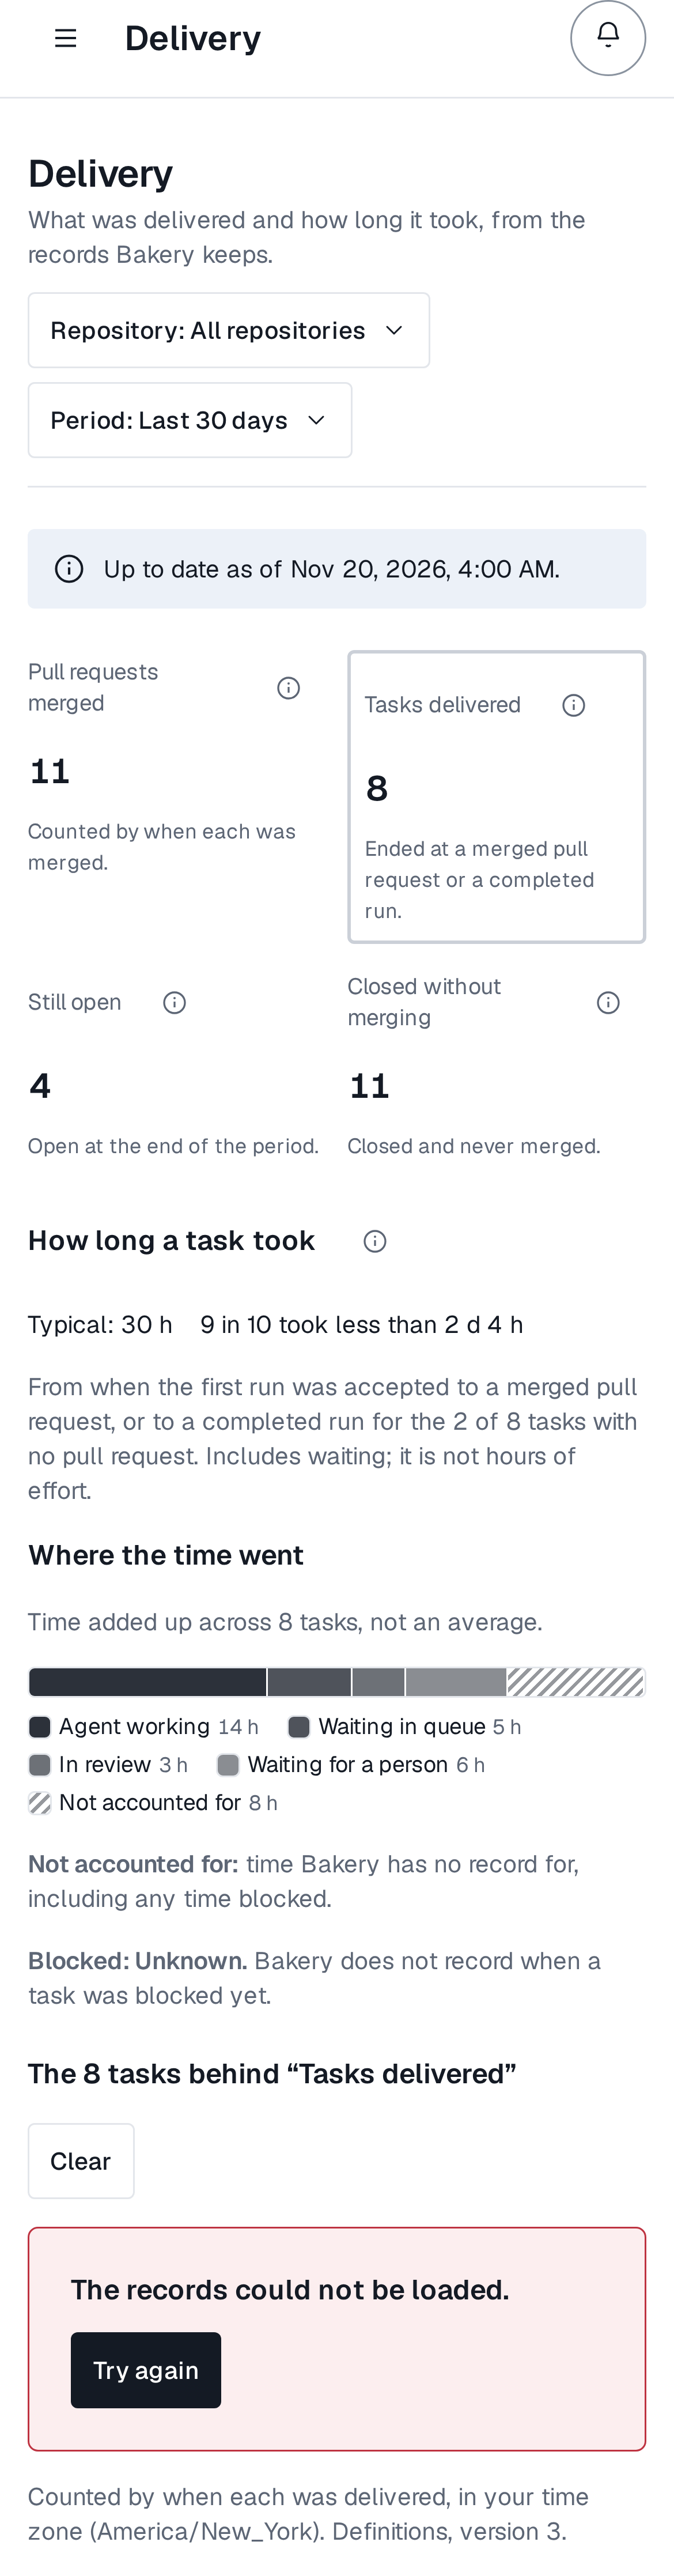 Delivery
Delivery
What was delivered and how long it took, from the
records Bakery keeps.
Repository: All repositories
Period: Last 30 days
Up to date as of Nov 20, 2026, 4:00 AM.
Pull requests
merged
11
Counted by when each was
merged.
Tasks delivered
8
Ended at a merged pull
request or a completed
run.
Still open
4
Open at the end of the period.
Closed without
merging
11
Closed and never merged.
How long a task took
Typical: 30 h 9 in 10 took less than 2 d 4 h
From when the first run was accepted to a merged pull
request, or to a completed run for the 2 of 8 tasks with
no pull request. Includes waiting; it is not hours of
effort.
Where the time went
Time added up across 8 tasks, not an average.
Agent working 14 h Waiting in queue 5 h
In review 3 h Waiting for a person 6 h
Not accounted for 8 h
Not accounted for: time Bakery has no record for,
including any time blocked.
Blocked: Unknown. Bakery does not record when a
task was blocked yet.
The 8 tasks behind “Tasks delivered”
Clear
The records could not be loaded.
Try again
Counted by when each was delivered, in your time
zone (America/New_York). Definitions, version 3.